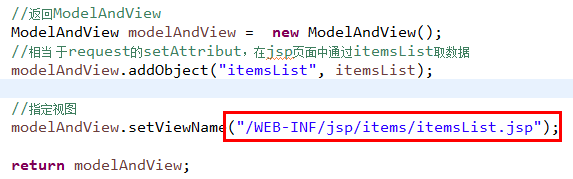 //返回ModelAndView
ModelAndView modelAndView =  new ModelAndView();
//相当于request的setAttribut，在jsp页面中通过itemsList取数据
modelAndView.addObject("itemsList", itemsList);
//指定视图
modelAndView.setViewName("/WEB-INF/jsp/items/itemsList.jsp");
return modelAndView;